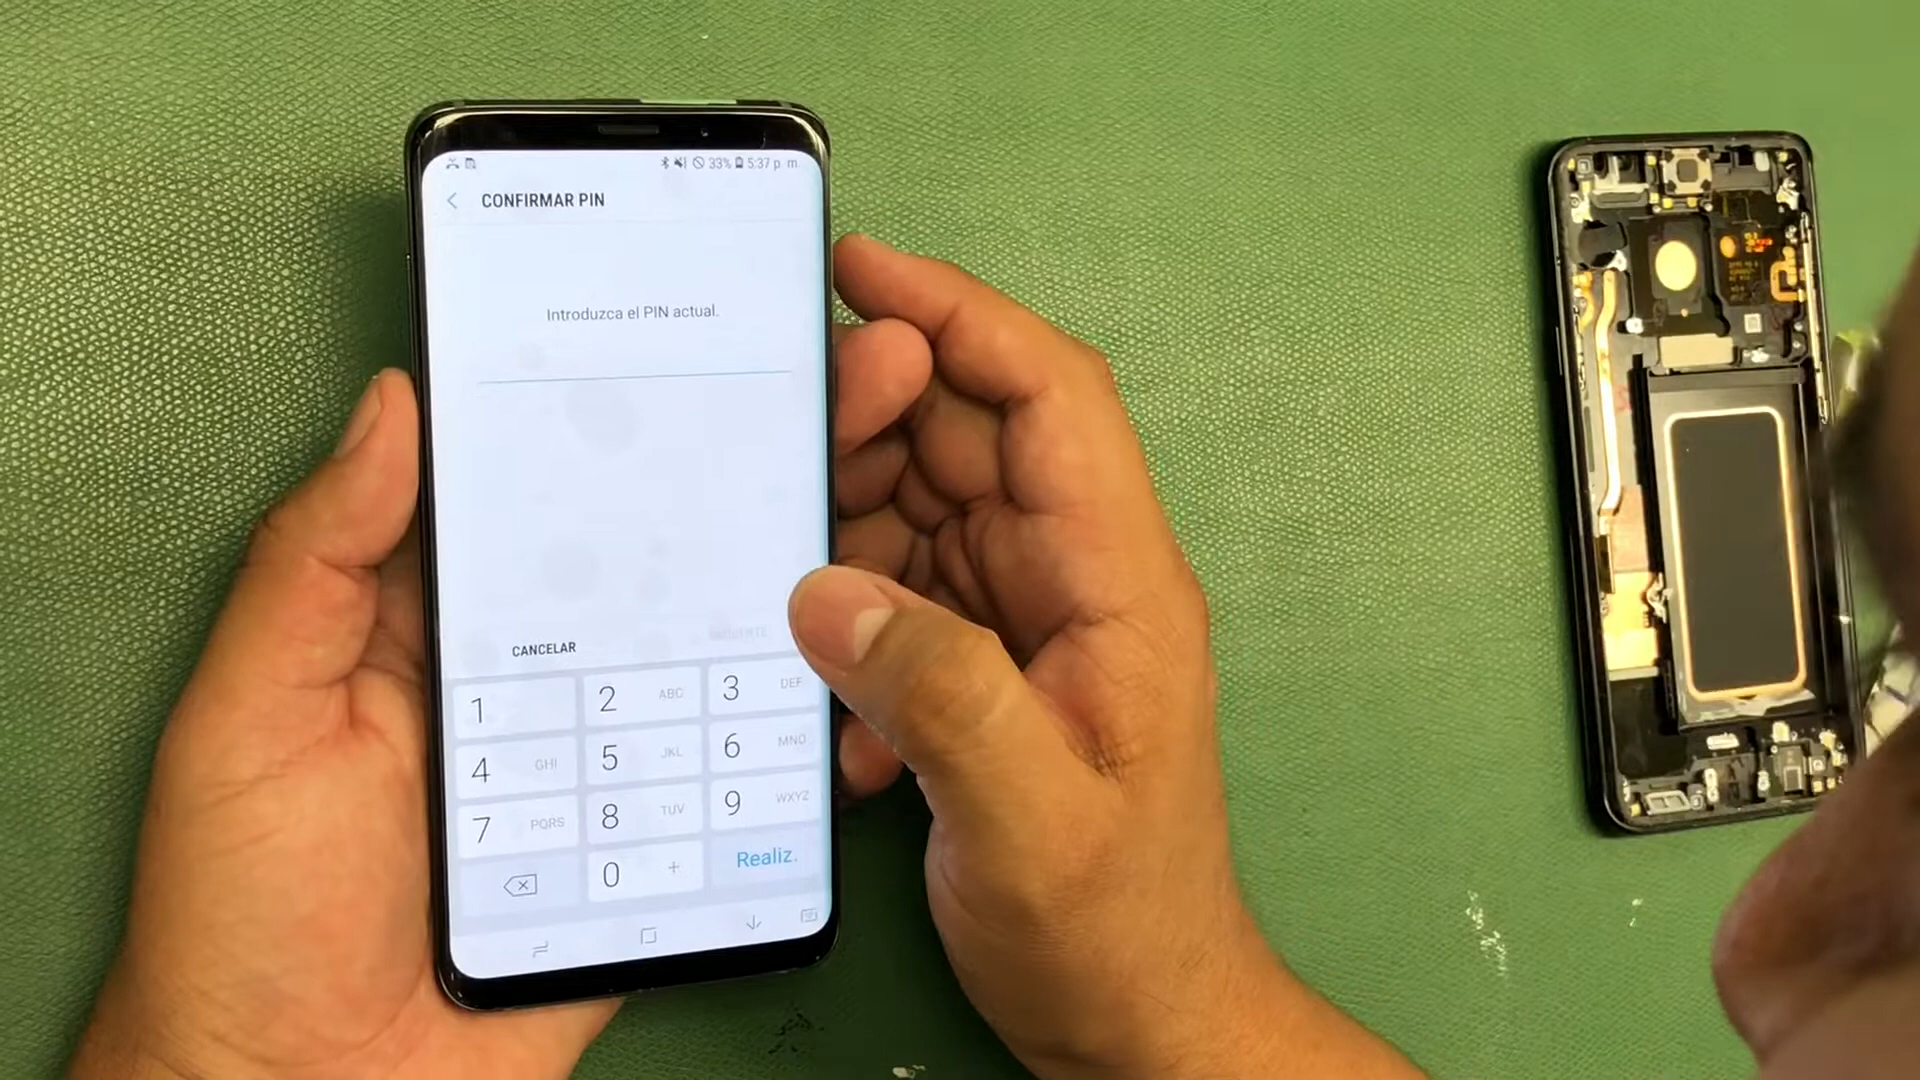 33% 5:37 p. m.
CONFIRMAR PIN
Introduzca el PIN actual.
CANCELAR
1
2 ABC
3 DEF
4 GHI
5 JKL
6 MNO
7 PQRS
8 TUV
9 WXYZ
0 +
Realiz.